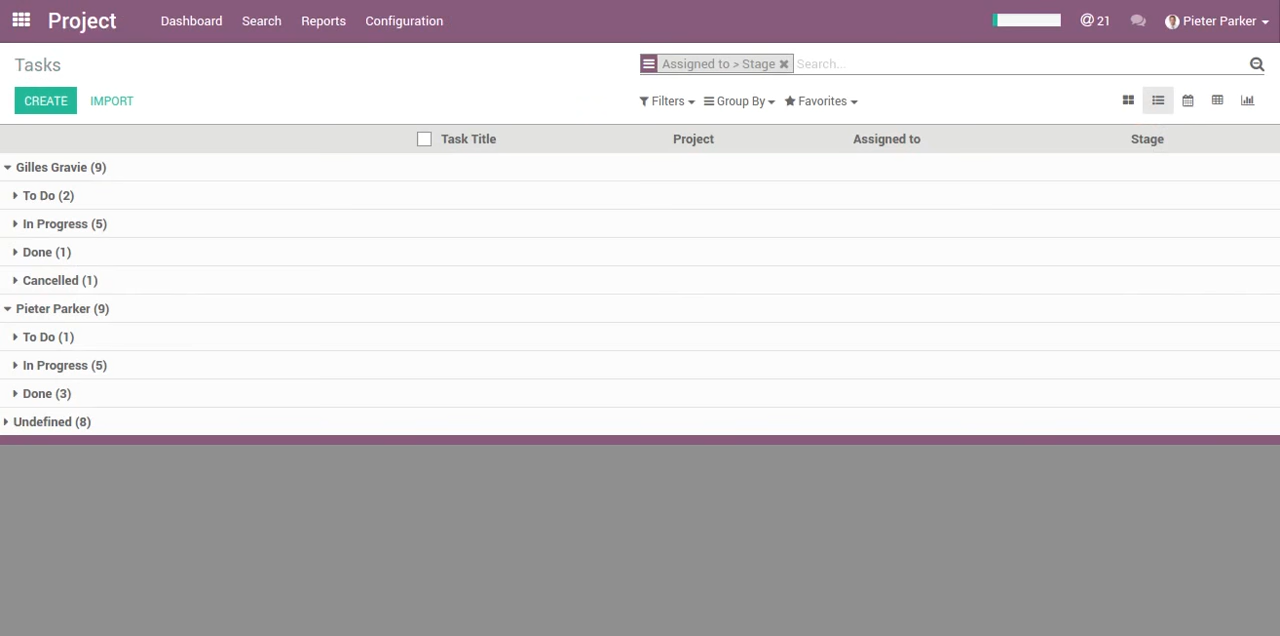 Project Dashboard Search Reports Configuration @ 21 Pieter Parker
Tasks Assigned to > Stage Search...
CREATE IMPORT Filters Group By Favorites
Task Title Project Assigned to Stage
Gilles Gravie (9)
To Do (2)
In Progress (5)
Done (1)
Cancelled (1)
Pieter Parker (9)
To Do (1)
In Progress (5)
Done (3)
Undefined (8)